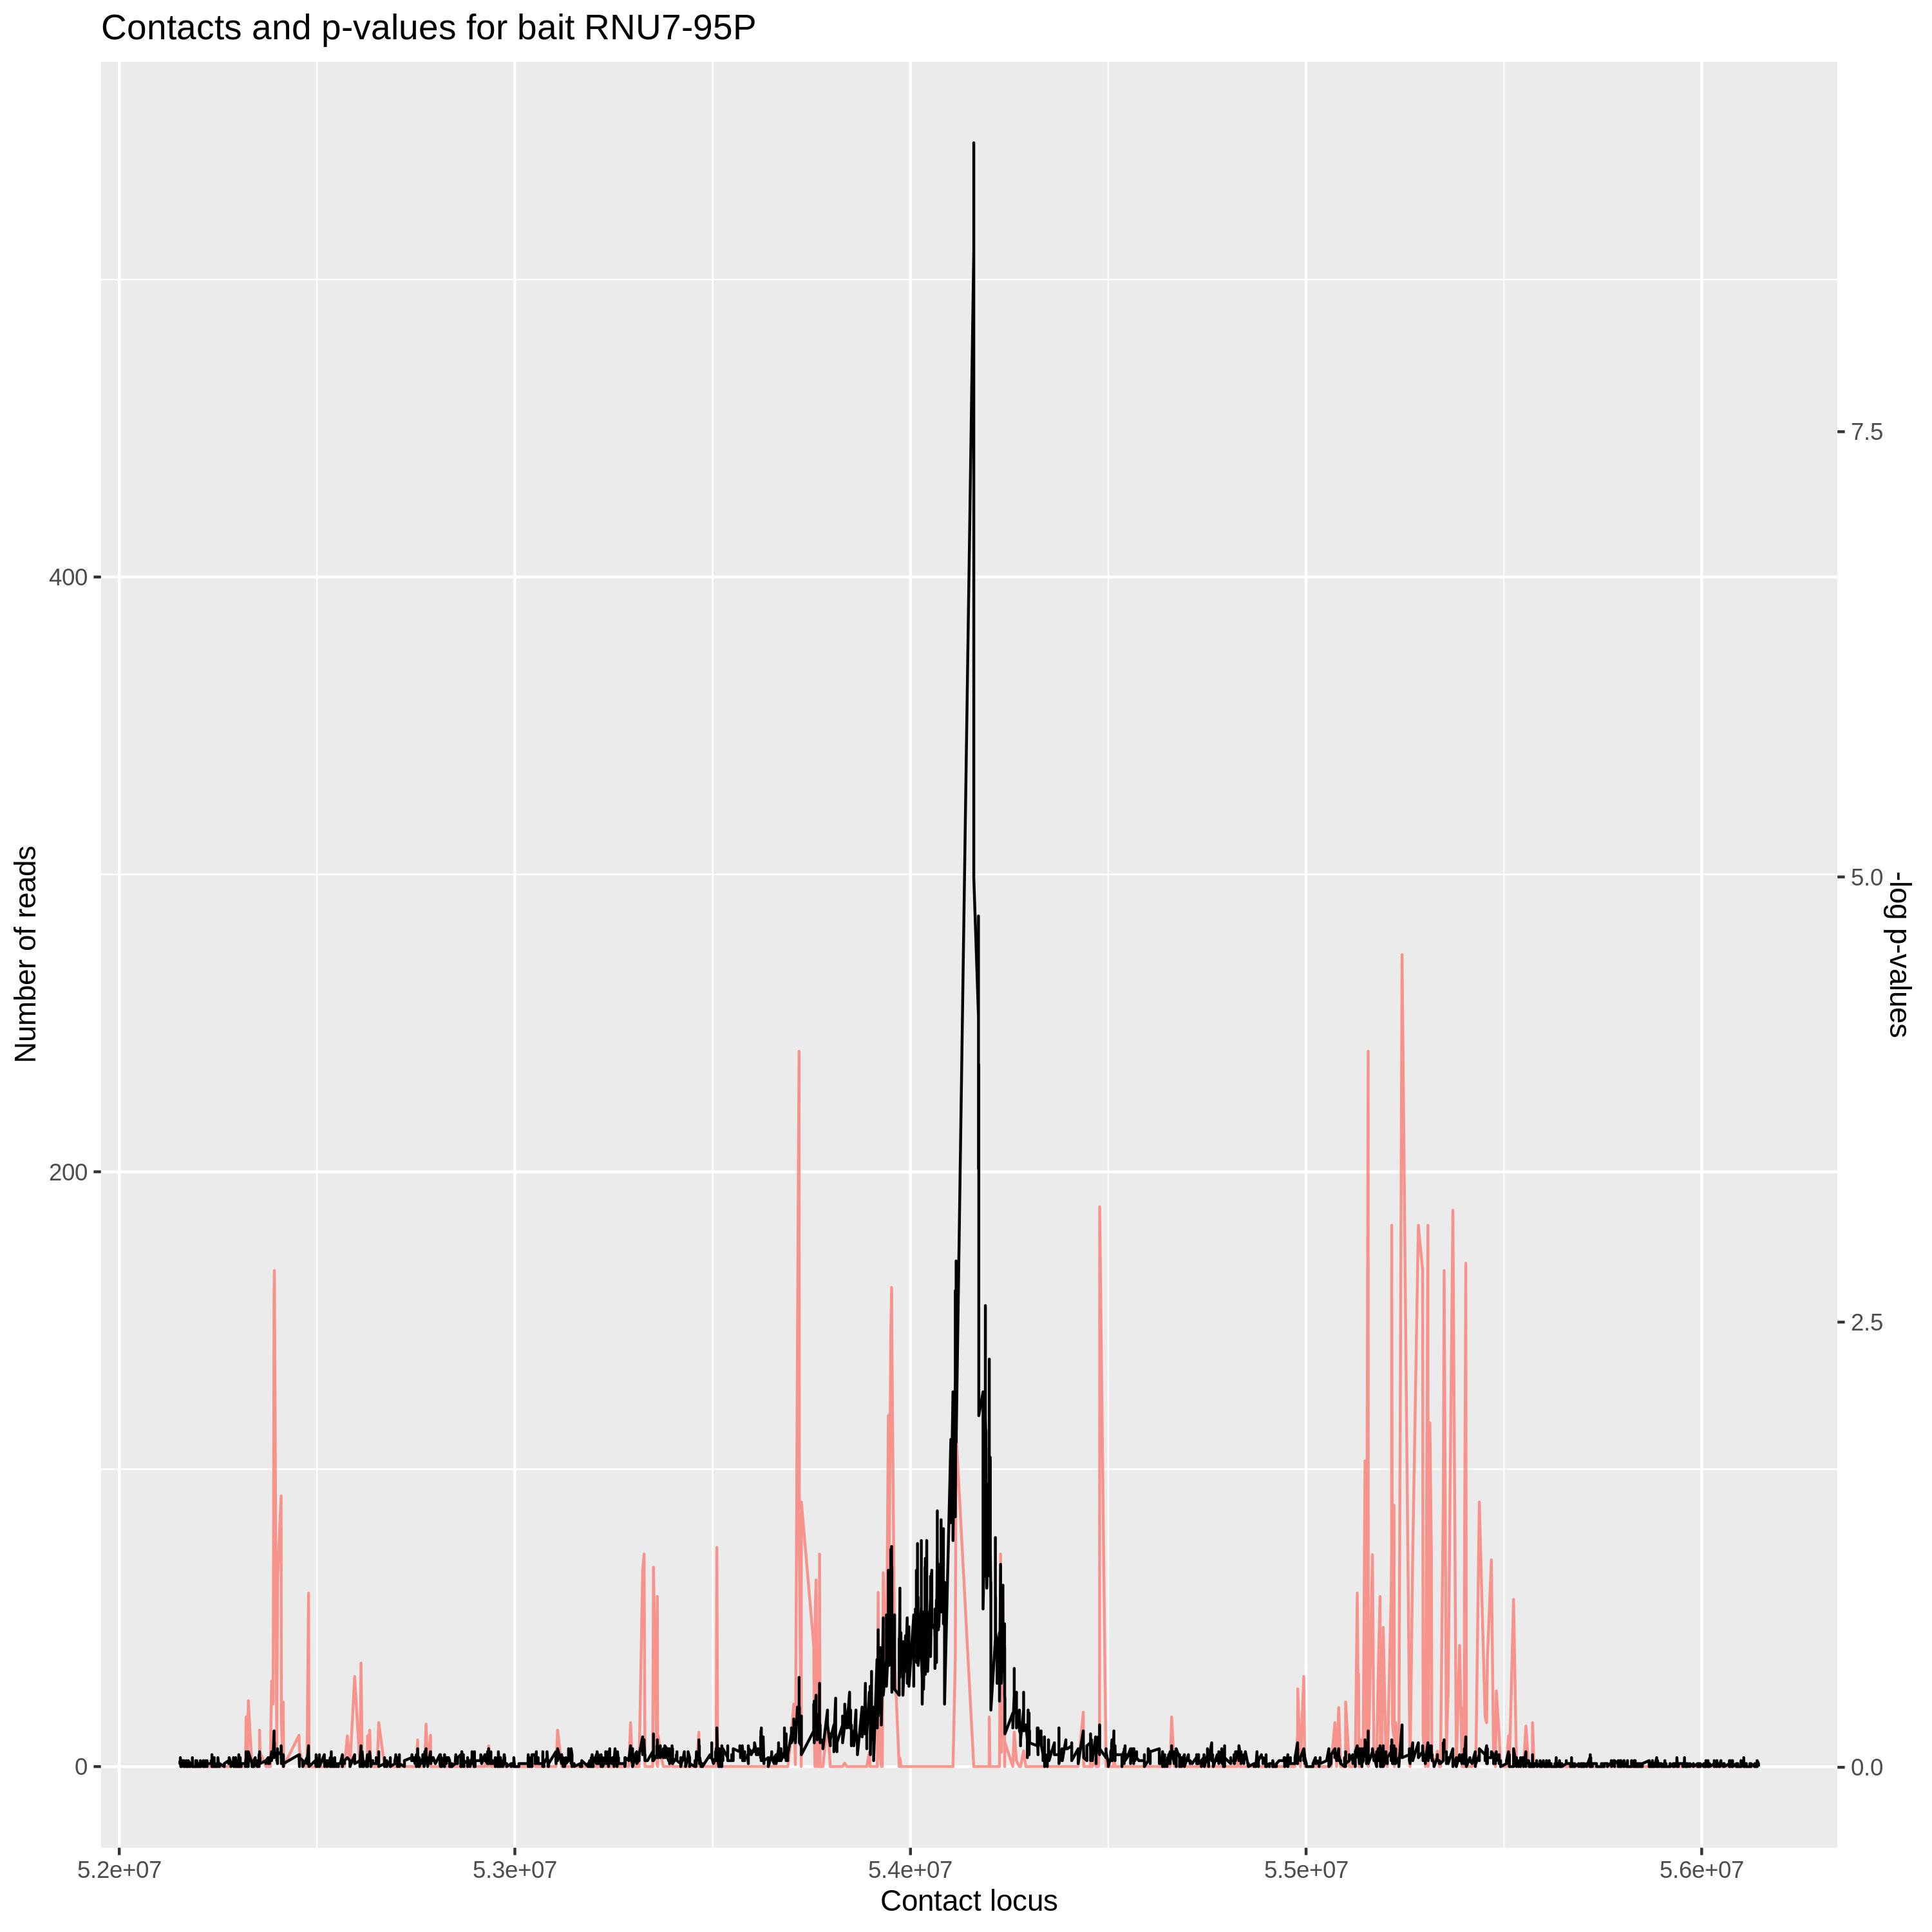 Contacts and p-values for bait RNU7-95P
400
200
0
Number of reads
7.5
5.0
2.5
0.0
-log p-values
5.2e+07 5.3e+07 5.4e+07 5.5e+07 5.6e+07
Contact locus